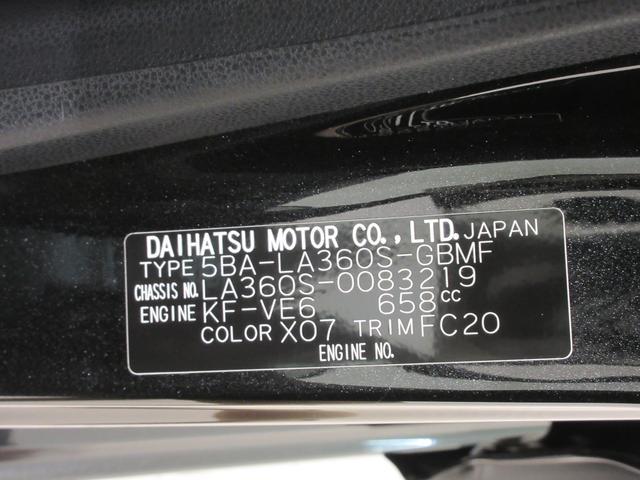 DAIHATSU MOTOR CO., LTD. JAPAN
TYPE 5BA-LA360S-GBMF
CHASSIS NO. LA360S-0083219
ENGINE KF-VE6 658cc
COLOR X07 TRIM FC20
ENGINE NO.